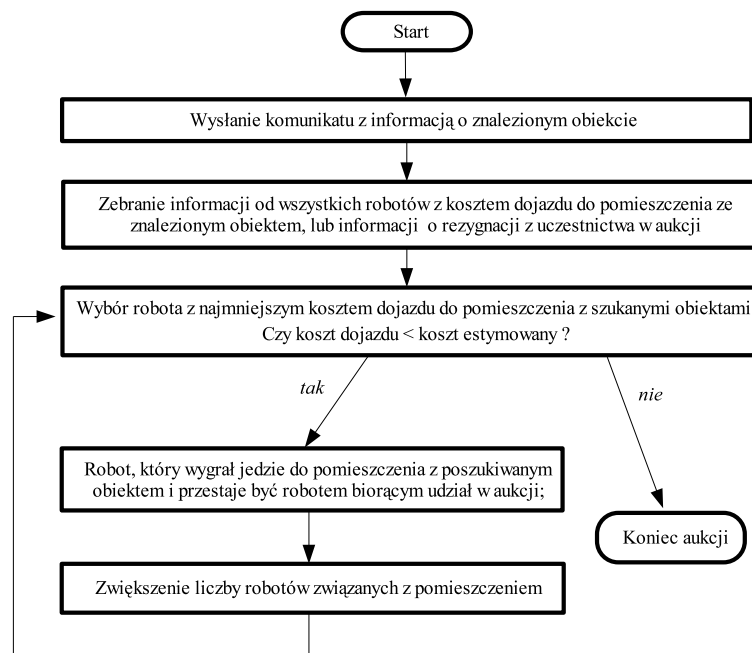 Start
Wysłanie komunikatu z informacją o znalezionym obiekcie
Zebranie informacji od wszystkich robotów z kosztem dojazdu do pomieszczenia ze
znalezionym obiektem, lub informacji o rezygnacji z uczestnictwa w aukcji
Wybór robota z najmniejszym kosztem dojazdu do pomieszczenia z szukanymi obiektami
Czy koszt dojazdu < koszt estymowany ?
tak
nie
Robot, który wygrał jedzie do pomieszczenia z poszukiwanym
obiektem i przestaje być robotem biorącym udział w aukcji;
Koniec aukcji
Zwiększenie liczby robotów związanych z pomieszczeniem